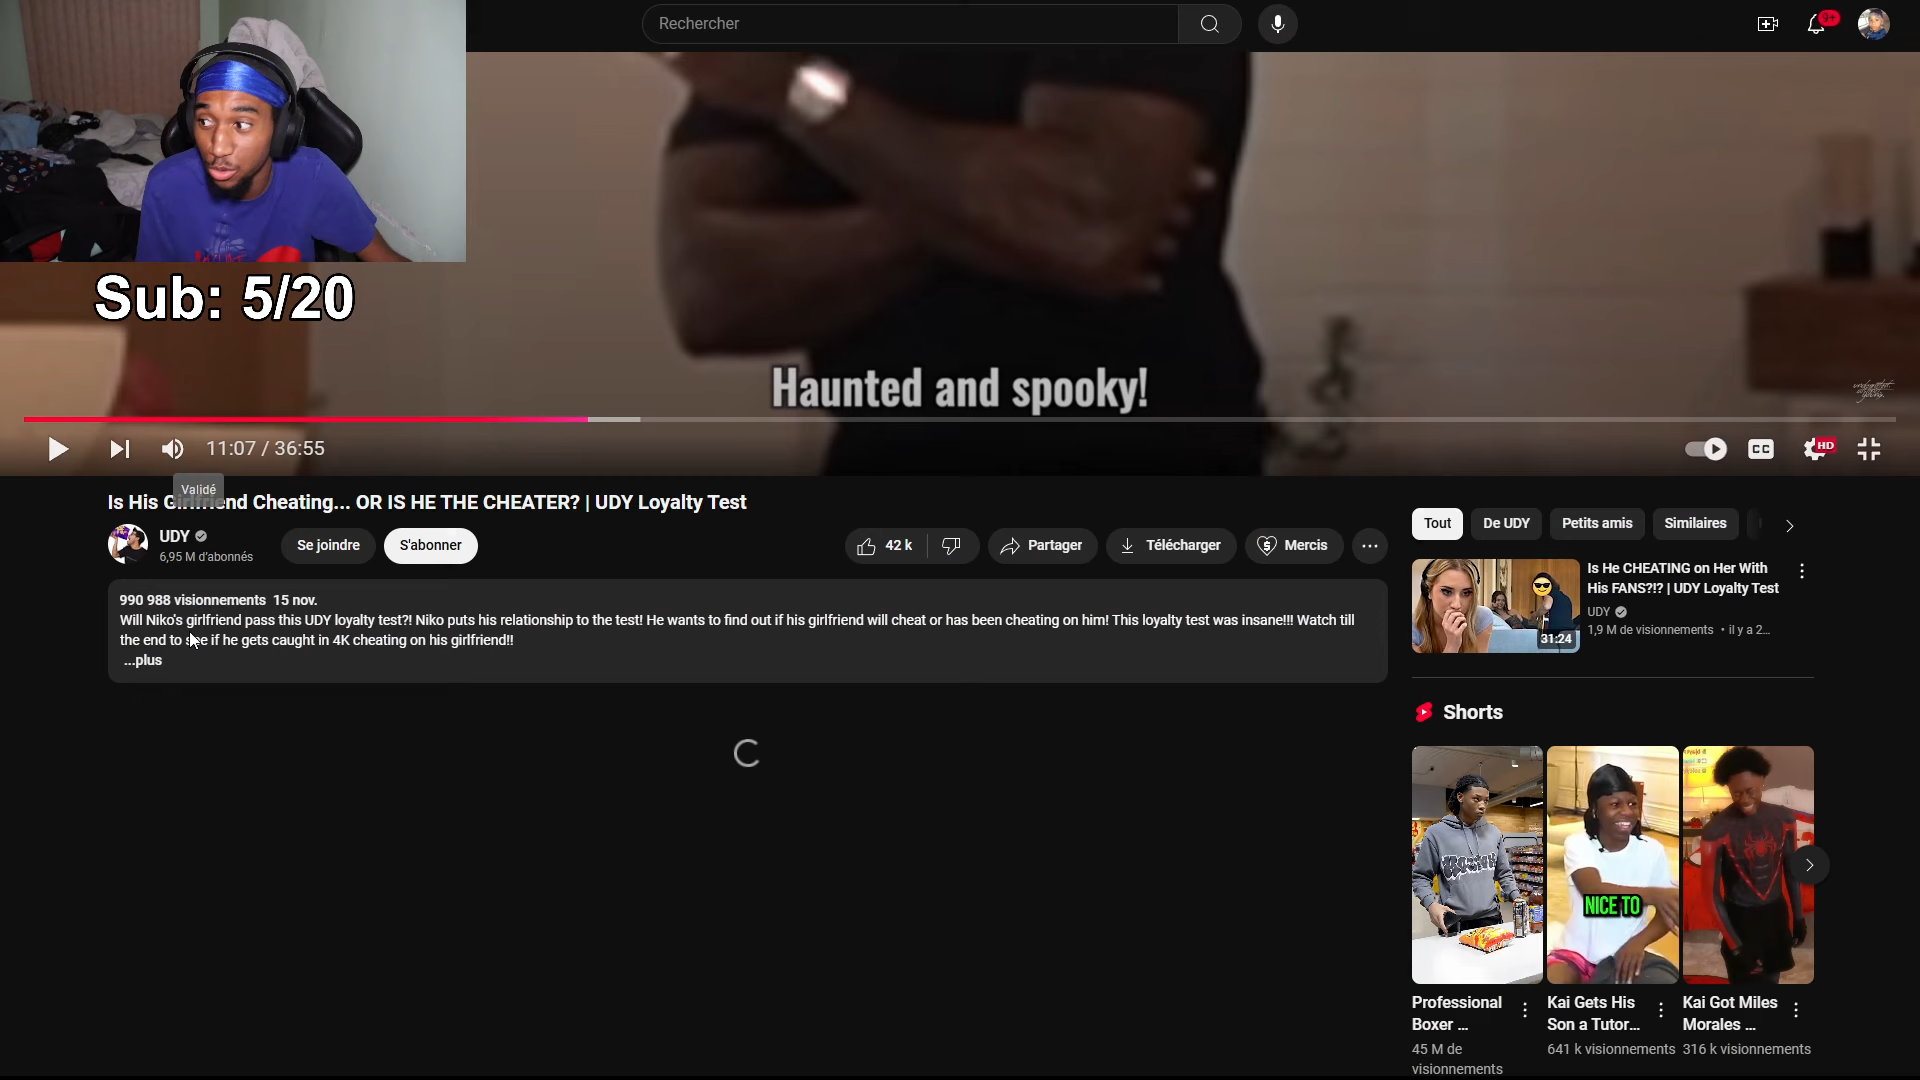 Rechercher
9+
Sub: 5/20
Haunted and spooky!
11:07 / 36:55
CC
HD
Validé
Is His Girlfriend Cheating... OR IS HE THE CHEATER? | UDY Loyalty Test
UDY
6,95 M d'abonnés
Se joindre
S'abonner
42 k
Partager
Télécharger
Mercis
990 988 visionnements 15 nov.
Will Niko's girlfriend pass this UDY loyalty test?! Niko puts his relationship to the test! He wants to find out if his girlfriend will cheat or has been cheating on him! This loyalty test was insane!!! Watch till
the end to see if he gets caught in 4K cheating on his girlfriend!!
...plus
Tout
De UDY
Petits amis
Similaires
31:24
Is He CHEATING on Her With
His FANS?!? | UDY Loyalty Test
UDY
1,9 M de visionnements • il y a 2...
Shorts
NICE TO
Professional
Boxer ...
45 M de
visionnements
Kai Gets His
Son a Tutor...
641 k visionnements
Kai Got Miles
Morales ...
316 k visionnements